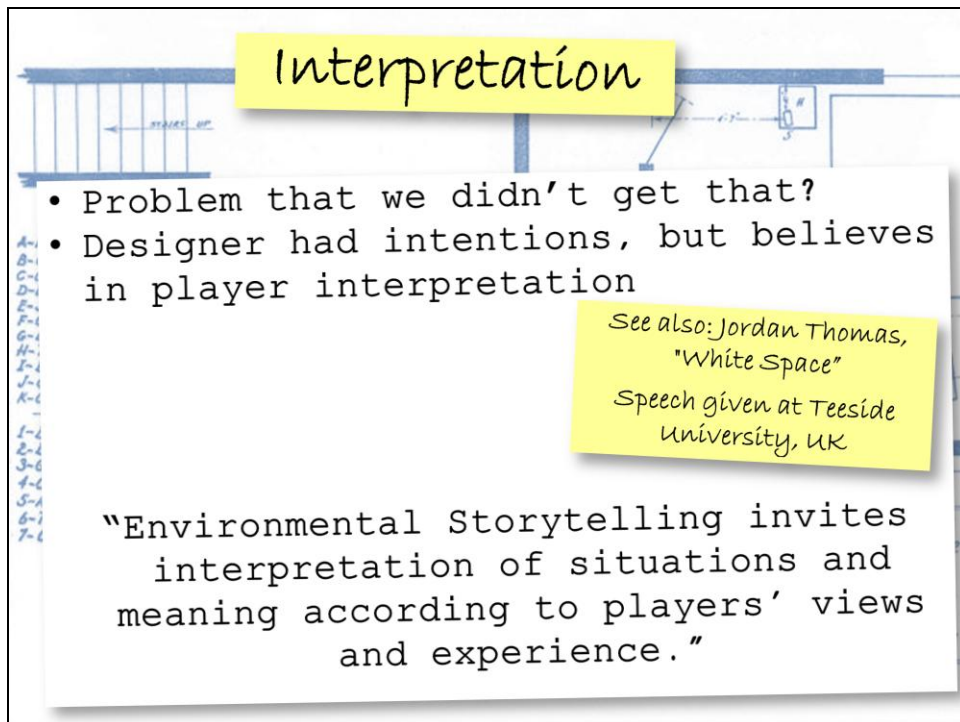 Interpretation
STAIRS UP
• Problem that we didn't get that?
• Designer had intentions, but believes
in player interpretation
See also: Jordan Thomas,
"White Space"
Speech given at Teeside
University, UK
"Environmental Storytelling invites
interpretation of situations and
meaning according to players' views
and experience."